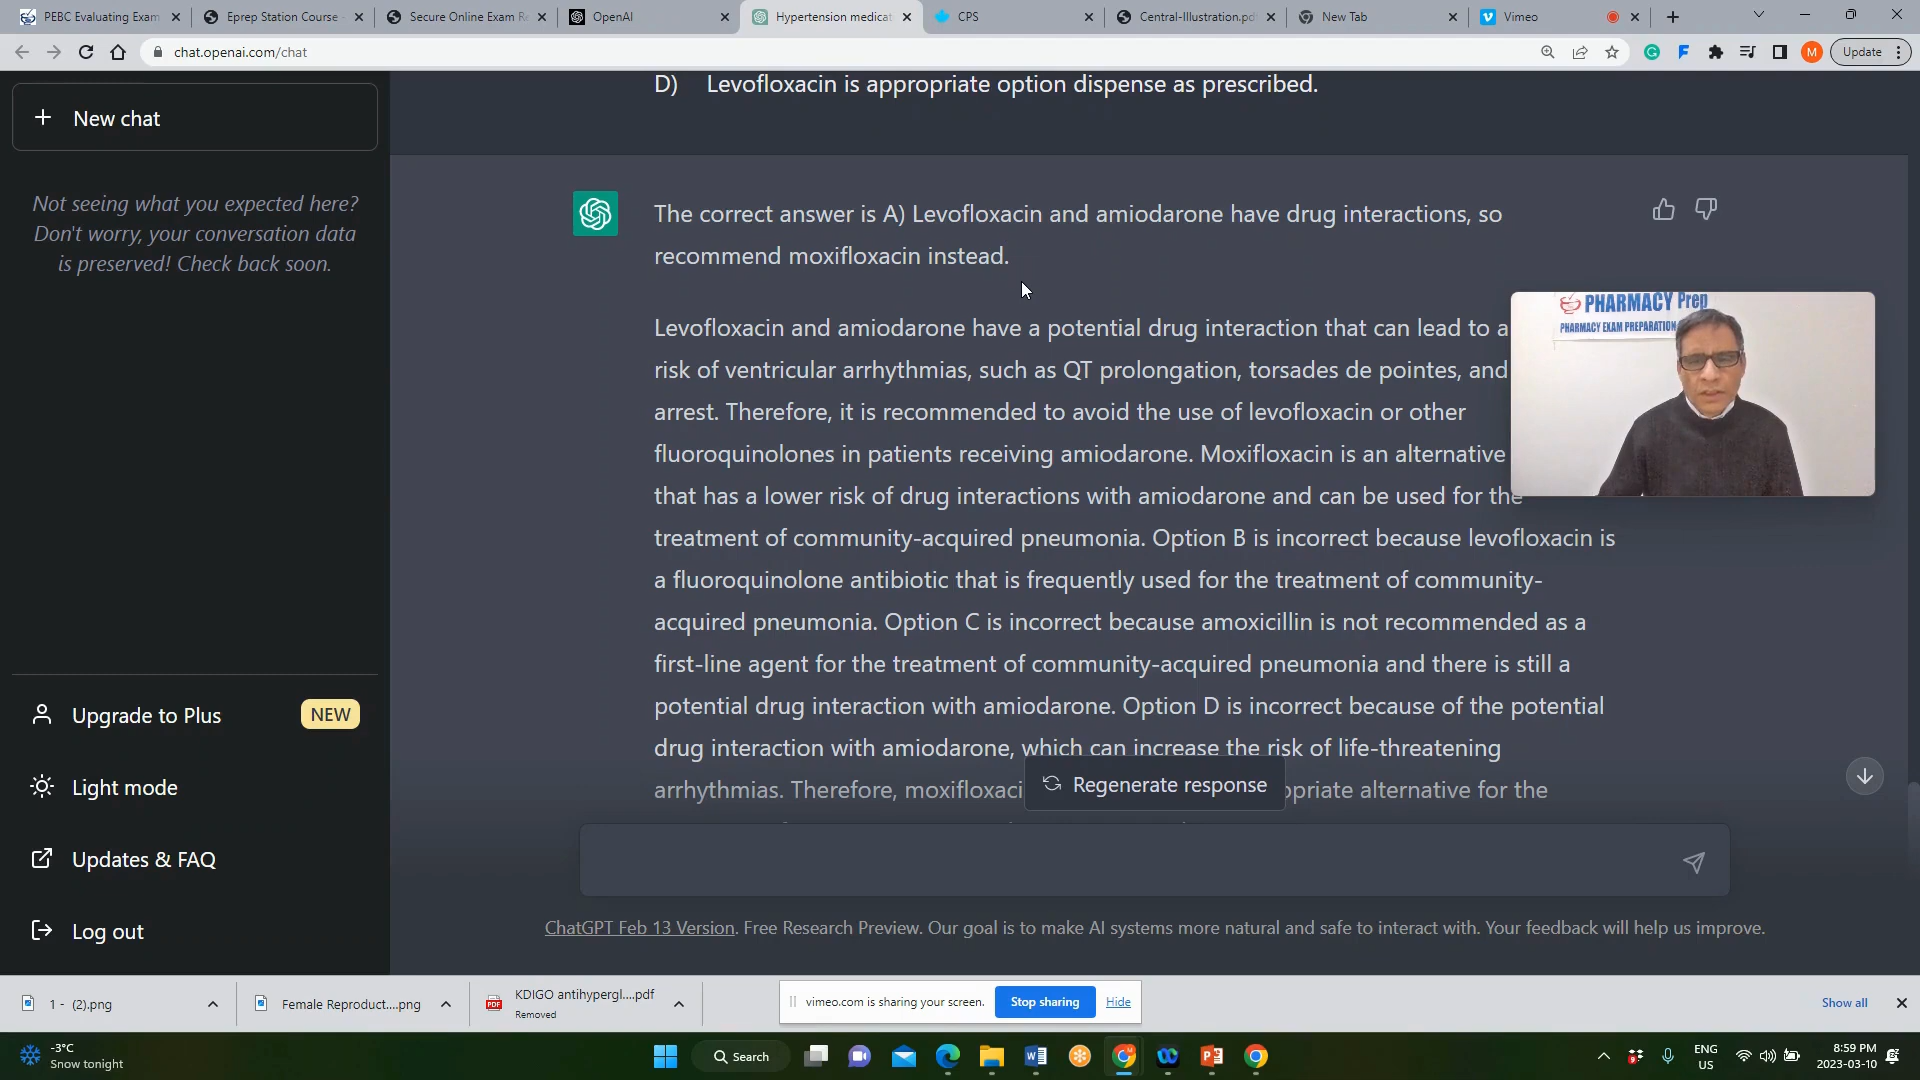 PEBC Evaluating Exam
Eprep Station Course
Secure Online Exam R
OpenAI
Hypertension medicat
CPS
Central-Illustration.pd
New Tab
Vimeo
chat.openai.com/chat
M
Update
New chat
Not seeing what you expected here?
Don't worry, your conversation data
is preserved! Check back soon.
Upgrade to Plus
NEW
Light mode
Updates & FAQ
Log out
D) Levofloxacin is appropriate option dispense as prescribed.
The correct answer is A) Levofloxacin and amiodarone have drug interactions, so
recommend moxifloxacin instead.
Levofloxacin and amiodarone have a potential drug interaction that can lead to a
risk of ventricular arrhythmias, such as QT prolongation, torsades de pointes, and
arrest. Therefore, it is recommended to avoid the use of levofloxacin or other
fluoroquinolones in patients receiving amiodarone. Moxifloxacin is an alternative
that has a lower risk of drug interactions with amiodarone and can be used for the
treatment of community-acquired pneumonia. Option B is incorrect because levofloxacin is
a fluoroquinolone antibiotic that is frequently used for the treatment of community-
acquired pneumonia. Option C is incorrect because amoxicillin is not recommended as a
first-line agent for the treatment of community-acquired pneumonia and there is still a
potential drug interaction with amiodarone. Option D is incorrect because of the potential
drug interaction with amiodarone, which can increase the risk of life-threatening
arrhythmias. Therefore, moxifloxaci
priate alternative for the
Regenerate response
PHARMACY Prep
PHARMACY EXAM PREPARATION
ChatGPT Feb 13 Version. Free Research Preview. Our goal is to make AI systems more natural and safe to interact with. Your feedback will help us improve.
1 - (2).png
Female Reproduct....png
KDIGO antihypergl....pdf
Removed
vimeo.com is sharing your screen.
Stop sharing
Hide
Show all
-3°C
Snow tonight
Search
ENG
US
8:59 PM
2023-03-10